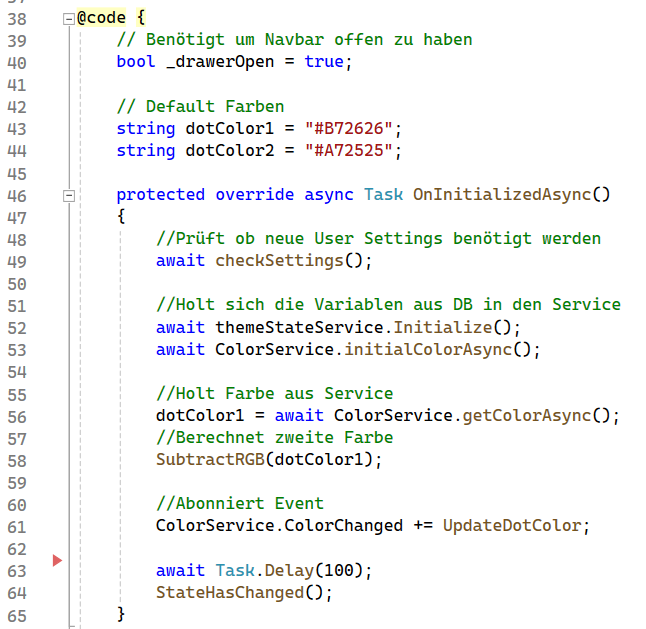 38 @code {
39 // Benötigt um Navbar offen zu haben
40 bool _drawerOpen = true;
41
42 // Default Farben
43 string dotColor1 = "#B72626";
44 string dotColor2 = "#A72525";
45
46 protected override async Task OnInitializedAsync()
47 {
48 //Prüft ob neue User Settings benötigt werden
49 await checkSettings();
50
51 //Holt sich die Variablen aus DB in den Service
52 await themeStateService.Initialize();
53 await ColorService.initialColorAsync();
54
55 //Holt Farbe aus Service
56 dotColor1 = await ColorService.getColorAsync();
57 //Berechnet zweite Farbe
58 SubtractRGB(dotColor1);
59
60 //Abonniert Event
61 ColorService.ColorChanged += UpdateDotColor;
62
63 await Task.Delay(100);
64 StateHasChanged();
65 }